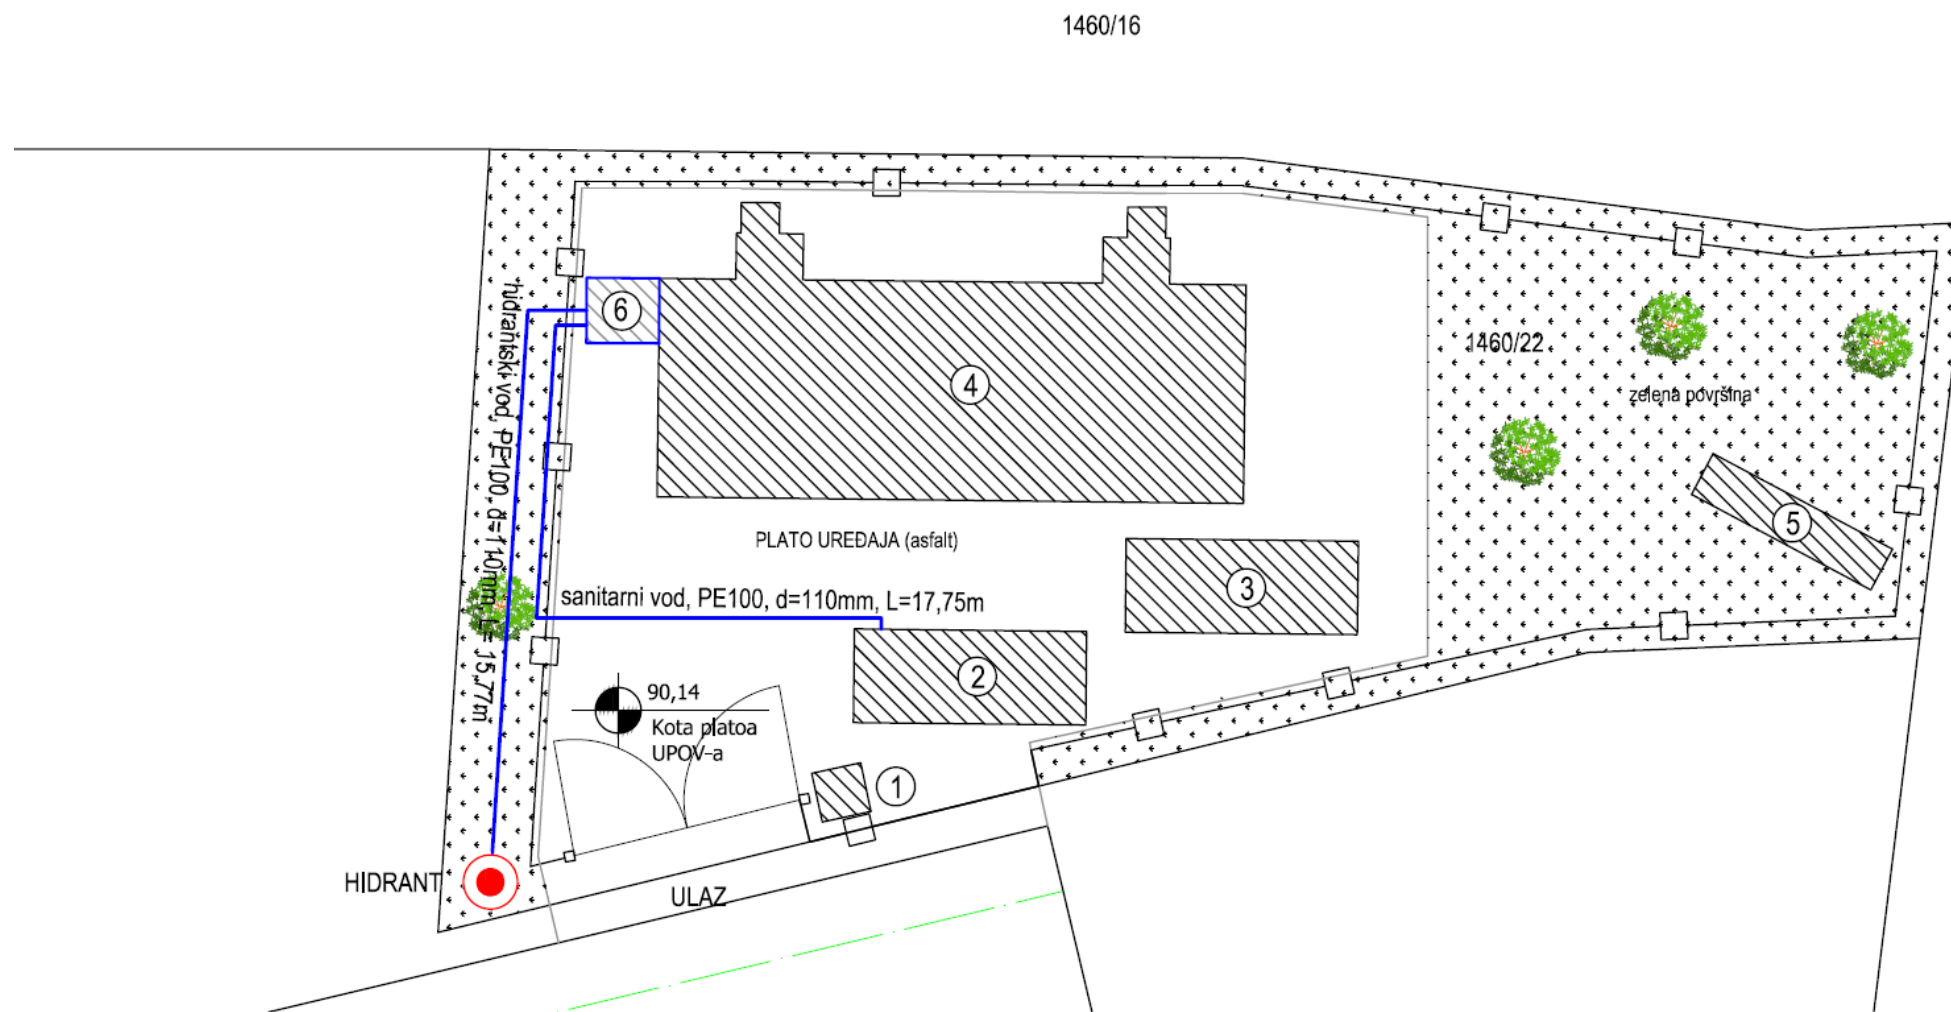 1460/16
6
hidrantski vod, PE100, d=110mm, L= 15,77m
4
1460/22
zelena površina
5
PLATO UREĐAJA (asfalt)
3
sanitarni vod, PE100, d=110mm, L=17,75m
2
90,14
Kota platoa
UPOV-a
1
HIDRANT
ULAZ